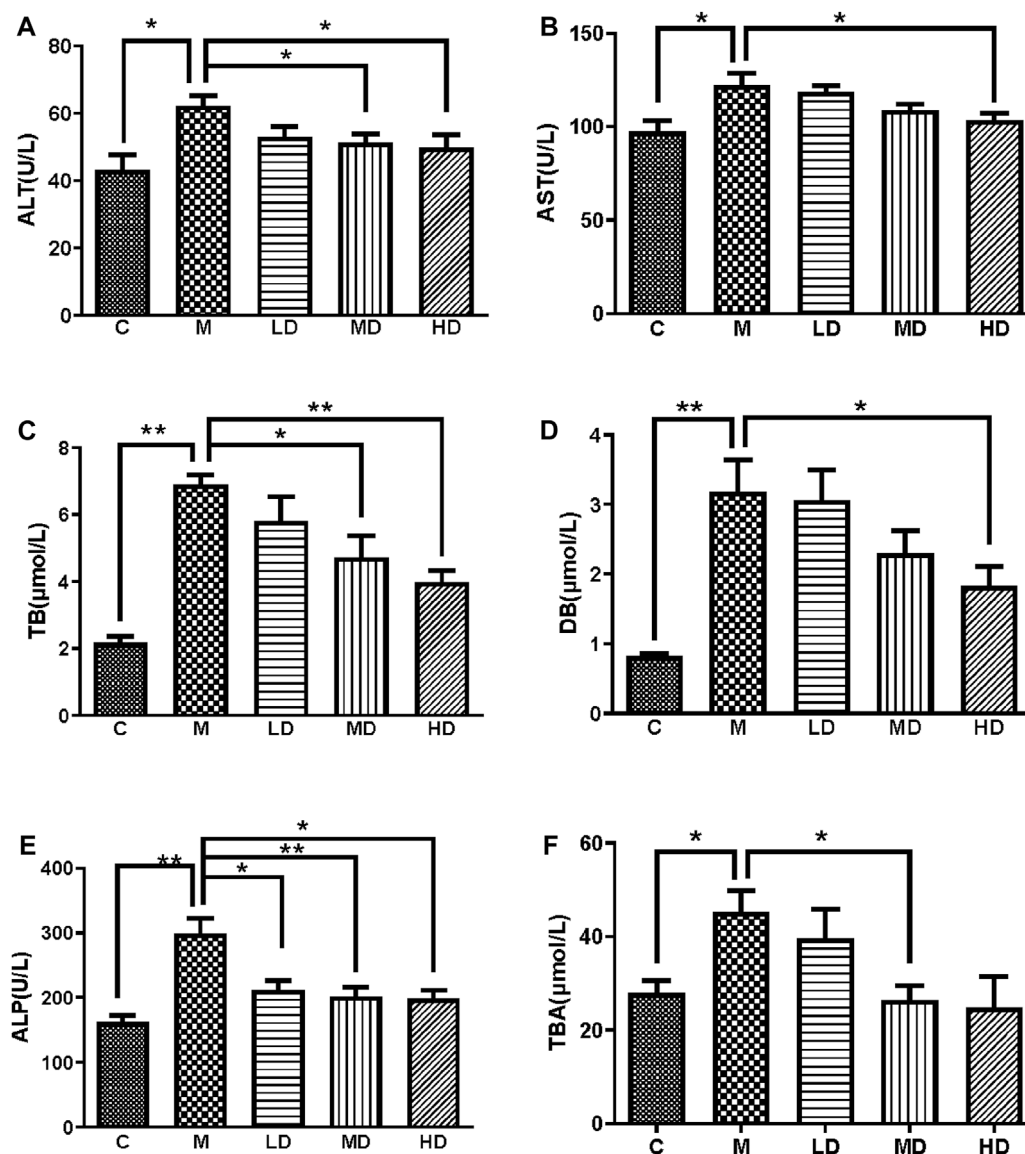 A
ALT(U/L)
80
60
40
20
0
*
*
*
C M LD MD HD
B
AST(U/L)
150
100
50
0
*
*
C M LD MD HD
C
TB(µmol/L)
8
6
4
2
0
**
**
*
C M LD MD HD
D
DB(µmol/L)
4
3
2
1
0
**
*
C M LD MD HD
E
ALP(U/L)
400
300
200
100
0
*
**
**
*
C M LD MD HD
F
TBA(µmol/L)
60
40
20
0
*
*
C M LD MD HD